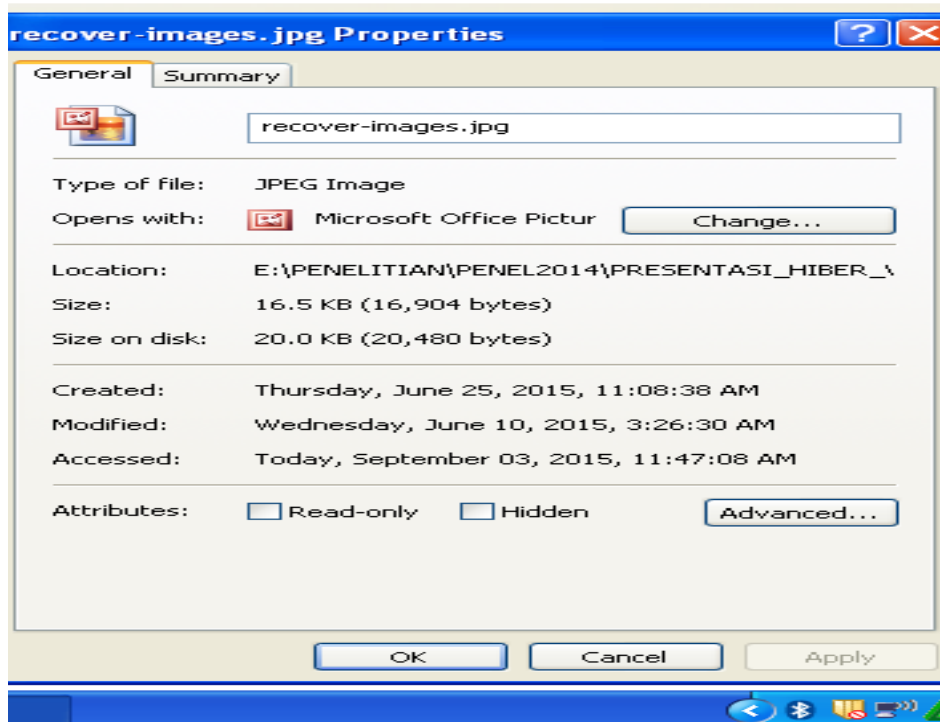 recover-images.jpg Properties
General Summary
recover-images.jpg
Type of file: JPEG Image
Opens with: Microsoft Office Pictur Change...
Location: E:\PENELITIAN\PENEL2014\PRESENTASI_HIBER_\
Size: 16.5 KB (16,904 bytes)
Size on disk: 20.0 KB (20,480 bytes)
Created: Thursday, June 25, 2015, 11:08:38 AM
Modified: Wednesday, June 10, 2015, 3:26:30 AM
Accessed: Today, September 03, 2015, 11:47:08 AM
Attributes: Read-only Hidden Advanced...
OK Cancel Apply